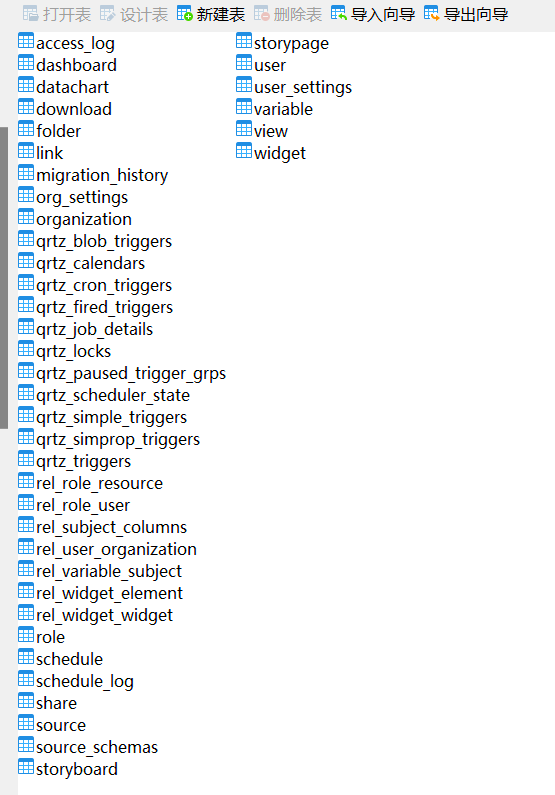 打开表 设计表 新建表 删除表 导入向导 导出向导
access_log
dashboard
datachart
download
folder
link
migration_history
org_settings
organization
qrtz_blob_triggers
qrtz_calendars
qrtz_cron_triggers
qrtz_fired_triggers
qrtz_job_details
qrtz_locks
qrtz_paused_trigger_grps
qrtz_scheduler_state
qrtz_simple_triggers
qrtz_simprop_triggers
qrtz_triggers
rel_role_resource
rel_role_user
rel_subject_columns
rel_user_organization
rel_variable_subject
rel_widget_element
rel_widget_widget
role
schedule
schedule_log
share
source
source_schemas
storyboard
storypage
user
user_settings
variable
view
widget